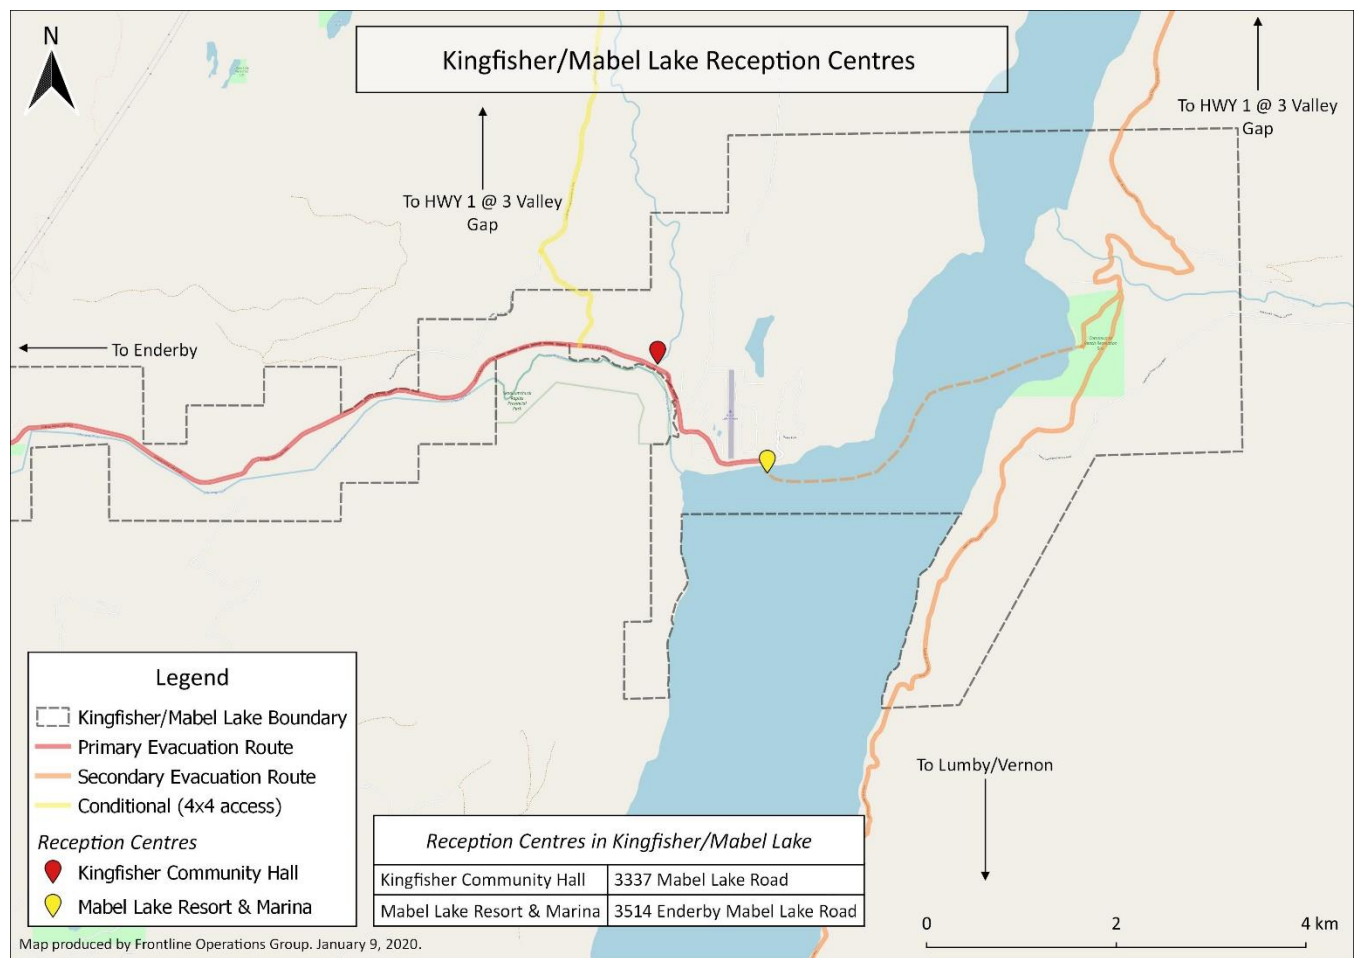 N
Kingfisher/Mabel Lake Reception Centres
To HWY 1 @ 3 Valley
Gap
To HWY 1 @ 3 Valley
Gap
To Enderby
Legend
Kingfisher/Mabel Lake Boundary
Primary Evacuation Route
Secondary Evacuation Route
Conditional (4x4 access)
Reception Centres
Kingfisher Community Hall
Mabel Lake Resort & Marina
To Lumby/Vernon
Reception Centres in Kingfisher/Mabel Lake
Kingfisher Community Hall 3337 Mabel Lake Road
Mabel Lake Resort & Marina 3514 Enderby Mabel Lake Road
0 2 4 km
Map produced by Frontline Operations Group. January 9, 2020.